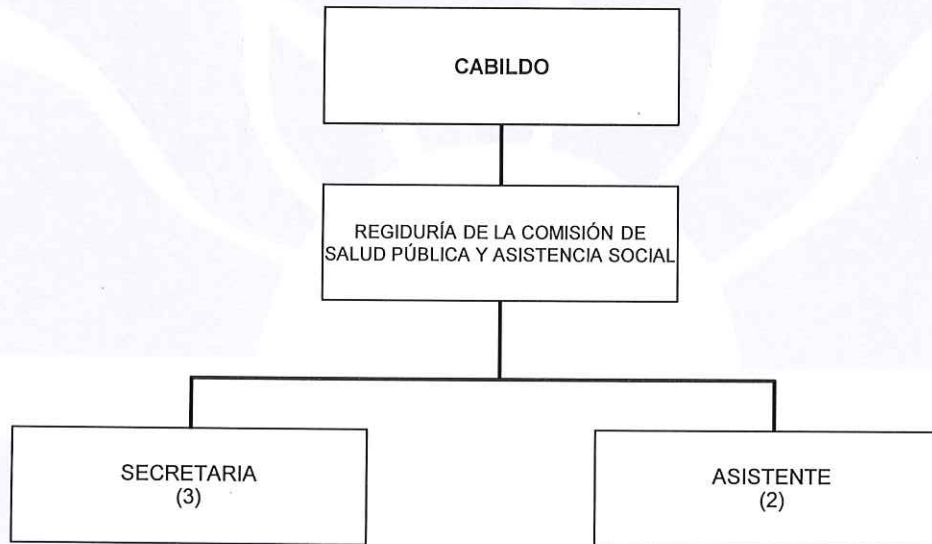 CABILDO
REGIDURÍA DE LA COMISIÓN DE
SALUD PÚBLICA Y ASISTENCIA SOCIAL
SECRETARIA
(3)
ASISTENTE
(2)